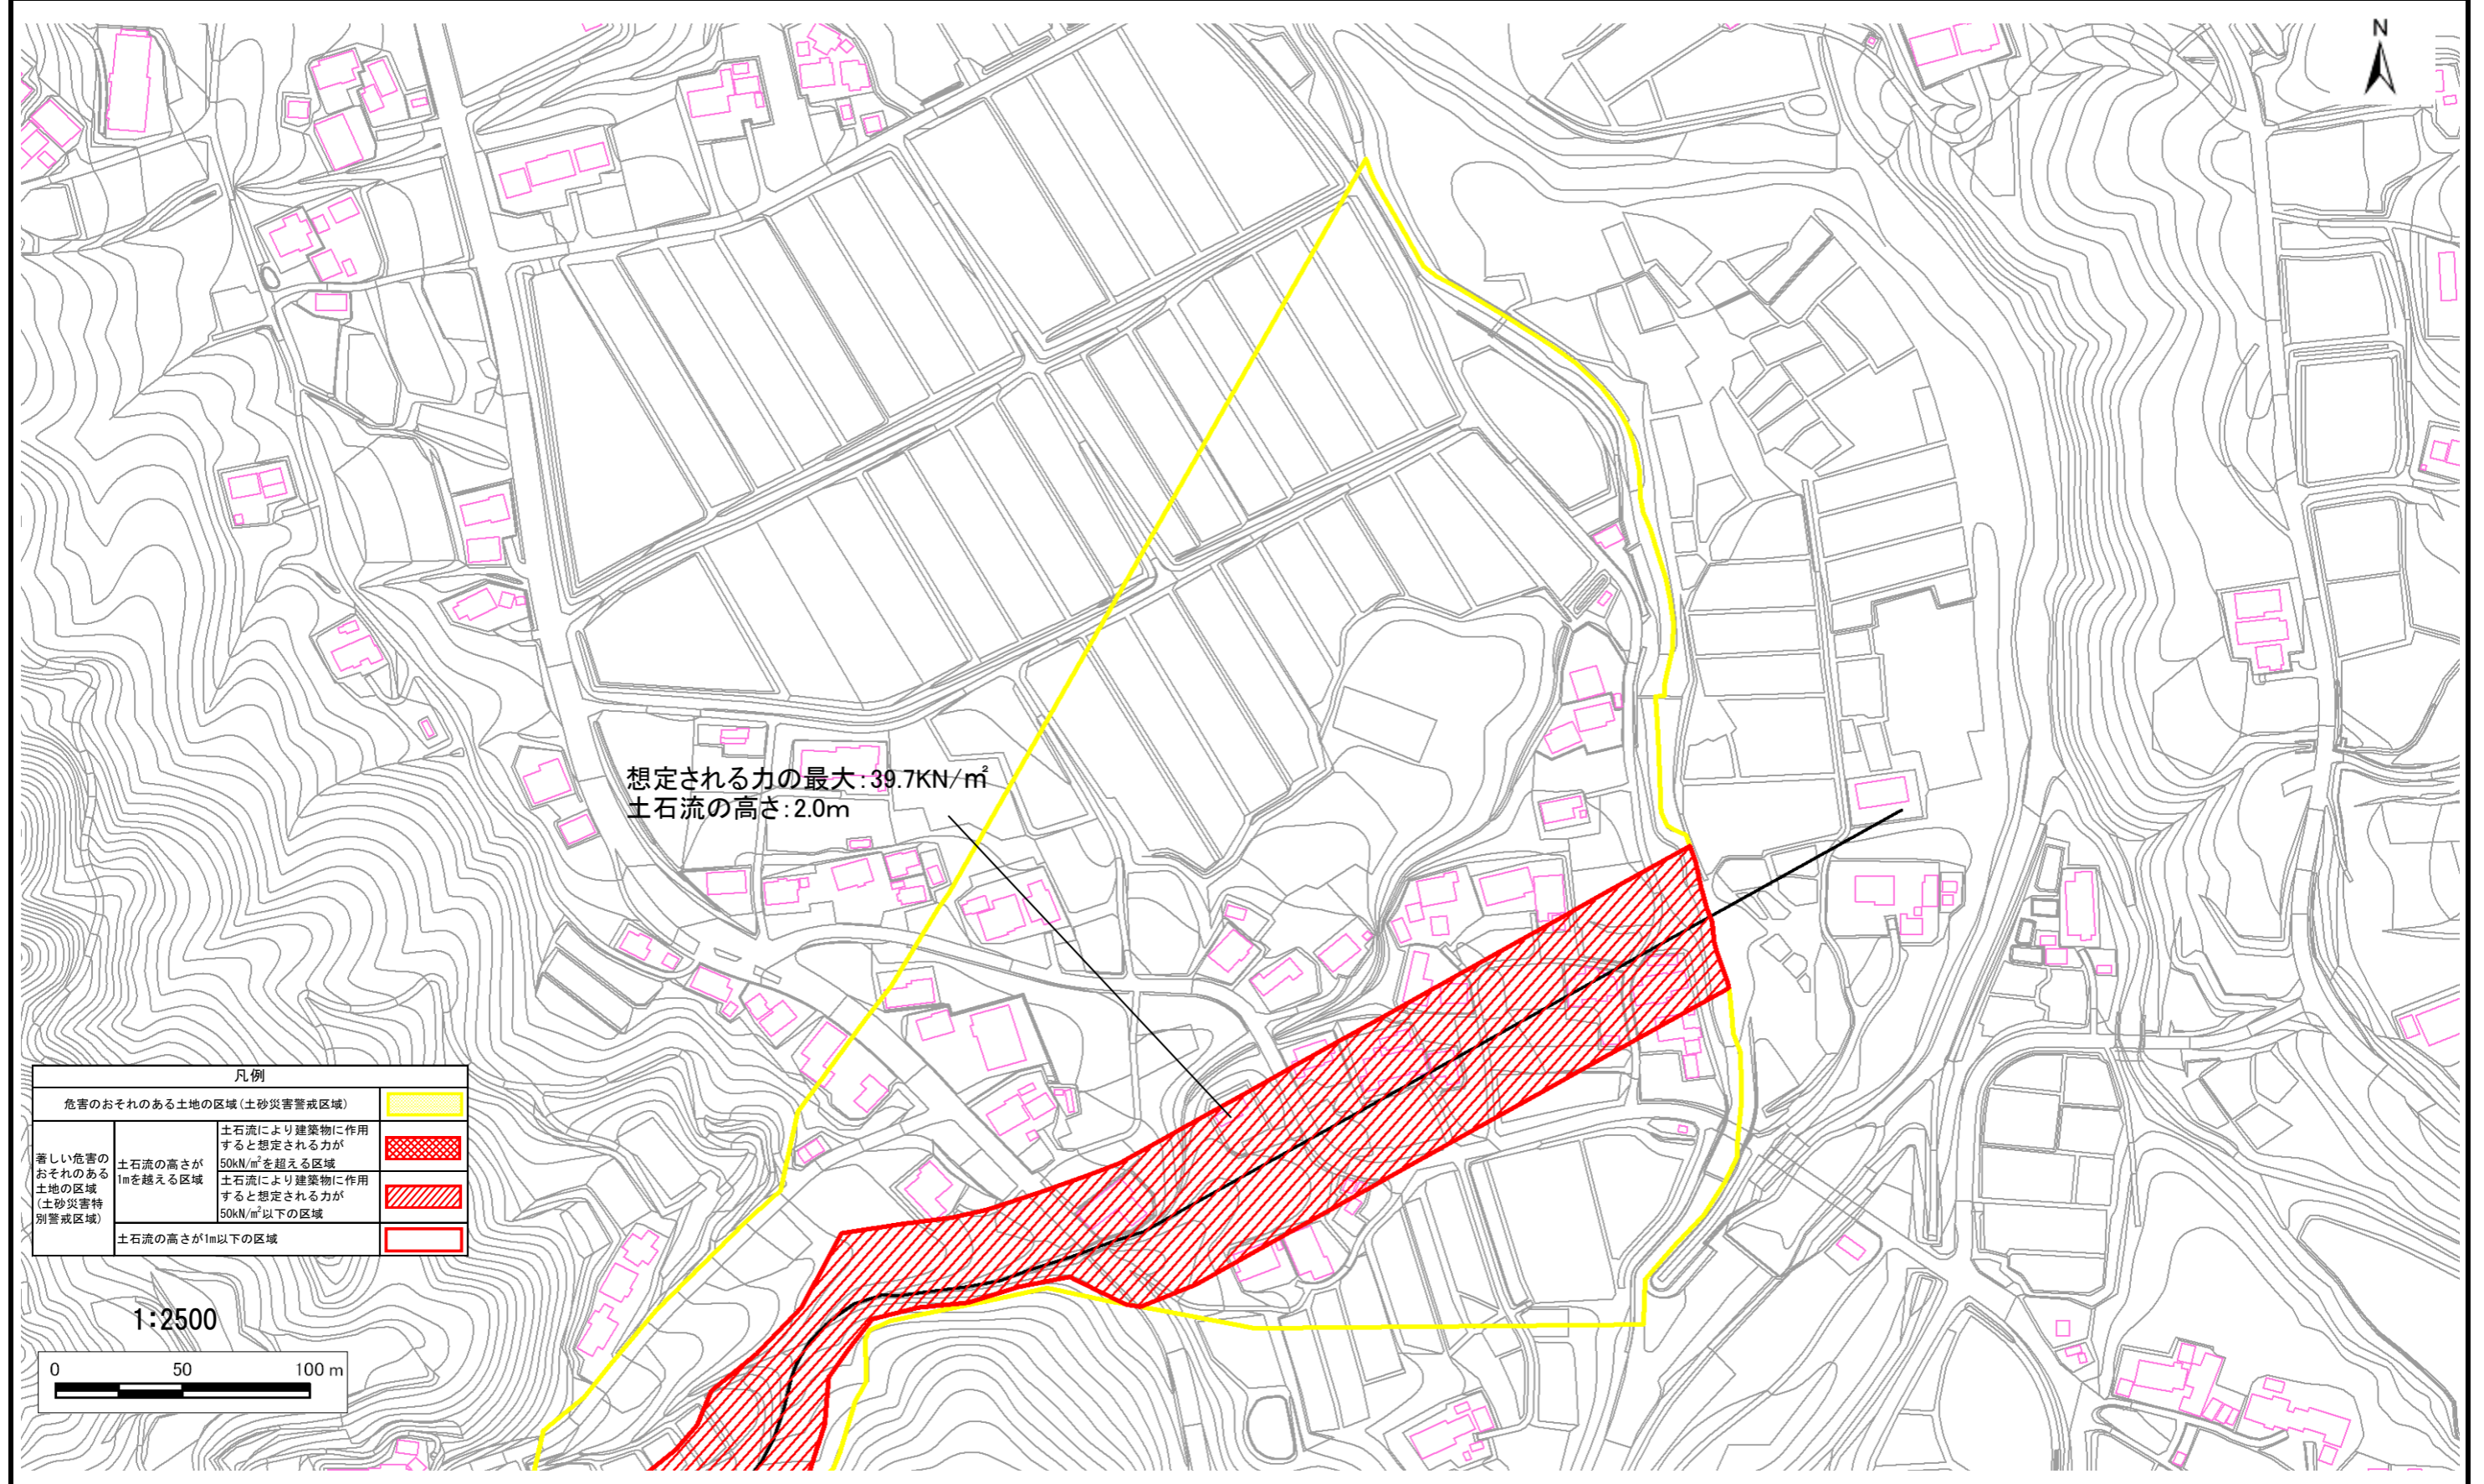 N
想定される力の最大:39.7KN/㎡
土石流の高さ:2.0m
凡例
危害のおそれのある土地の区域(土砂災害警戒区域)
著しい危害の
おそれのある
土地の区域
(土砂災害特
別警戒区域)
土石流の高さが
1mを越える区域
土石流により建築物に作用
すると想定される力が
50kN/㎡を超える区域
土石流により建築物に作用
すると想定される力が
50kN/㎡以下の区域
土石流の高さが1m以下の区域
1:2500
0 50 100 m